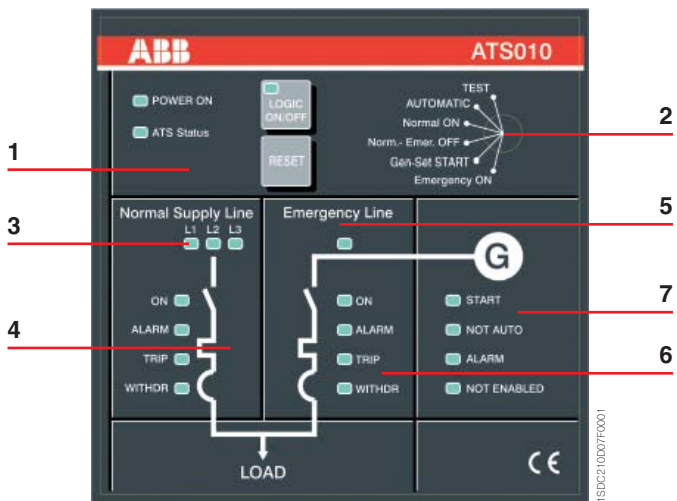 ABB
ATS010
POWER ON
ATS Status
LOGIC
ON/OFF
RESET
TEST
AUTOMATIC
Normal ON
Norm.- Emer. OFF
Gen-Set START
Emergency ON
1
2
Normal Supply Line
L1 L2 L3
Emergency Line
3
5
G
ON
ALARM
TRIP
WITHDR
4
ON
ALARM
TRIP
WITHDR
6
START
NOT AUTO
ALARM
NOT ENABLED
7
LOAD
CE
1SDC210D07F0001